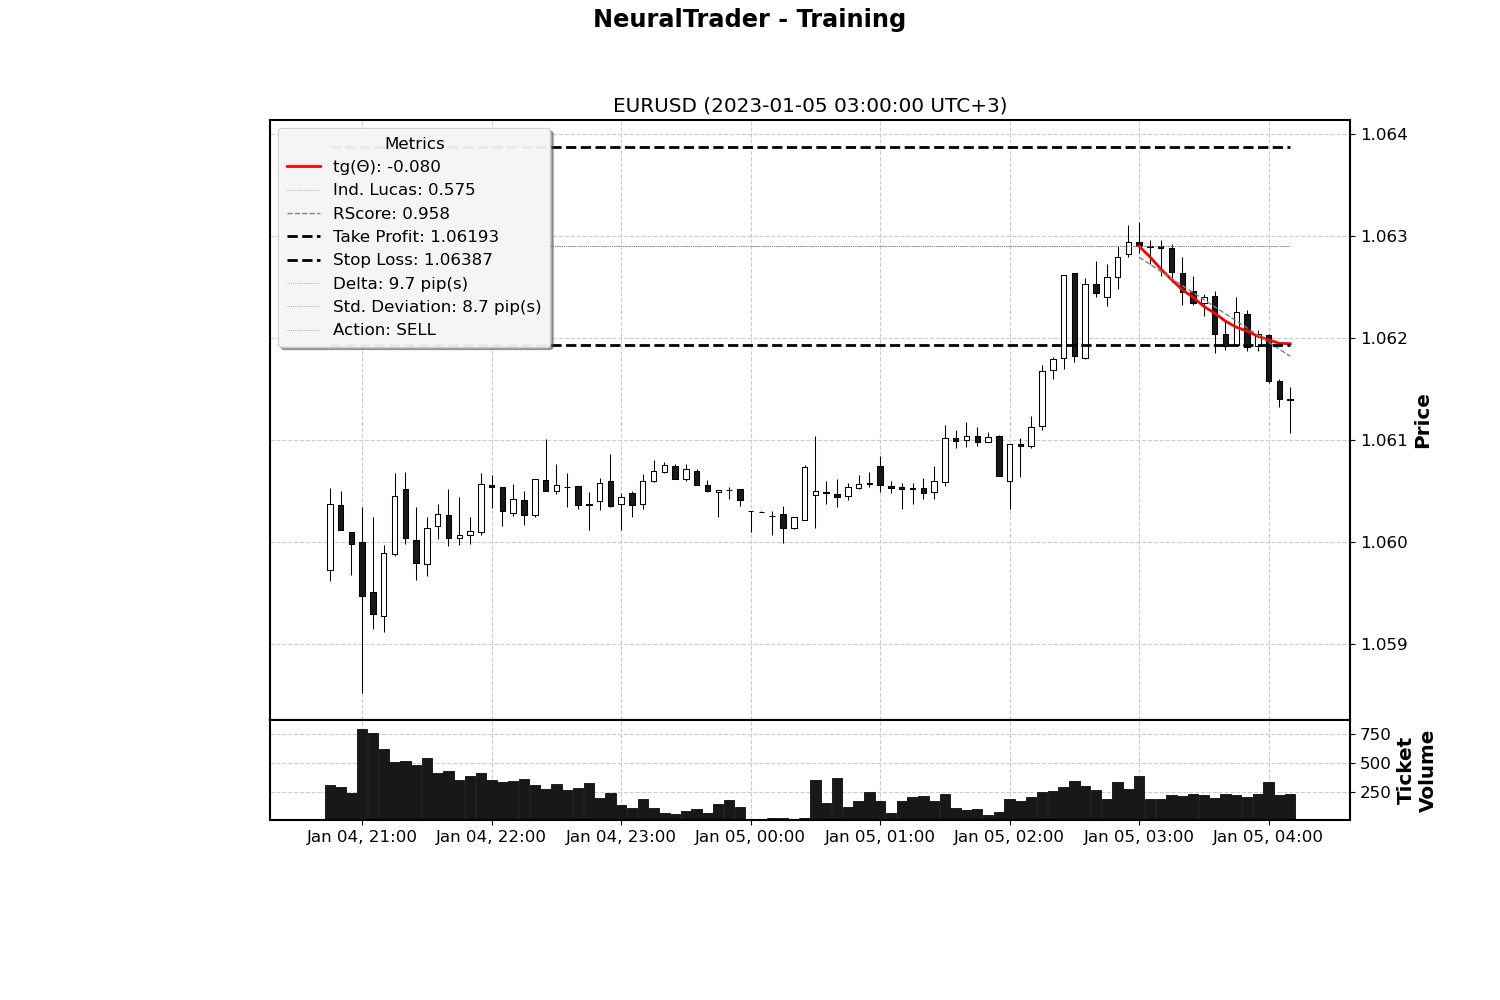 NeuralTrader - Training
EURUSD (2023-01-05 03:00:00 UTC+3)
Metrics
tg(Θ): -0.080
Ind. Lucas: 0.575
RScore: 0.958
Take Profit: 1.06193
Stop Loss: 1.06387
Delta: 9.7 pip(s)
Std. Deviation: 8.7 pip(s)
Action: SELL
1.064
1.063
1.062
1.061
1.060
1.059
Price
750
500
250
Ticket
Volume
Jan 04, 21:00 Jan 04, 22:00 Jan 04, 23:00 Jan 05, 00:00 Jan 05, 01:00 Jan 05, 02:00 Jan 05, 03:00 Jan 05, 04:00